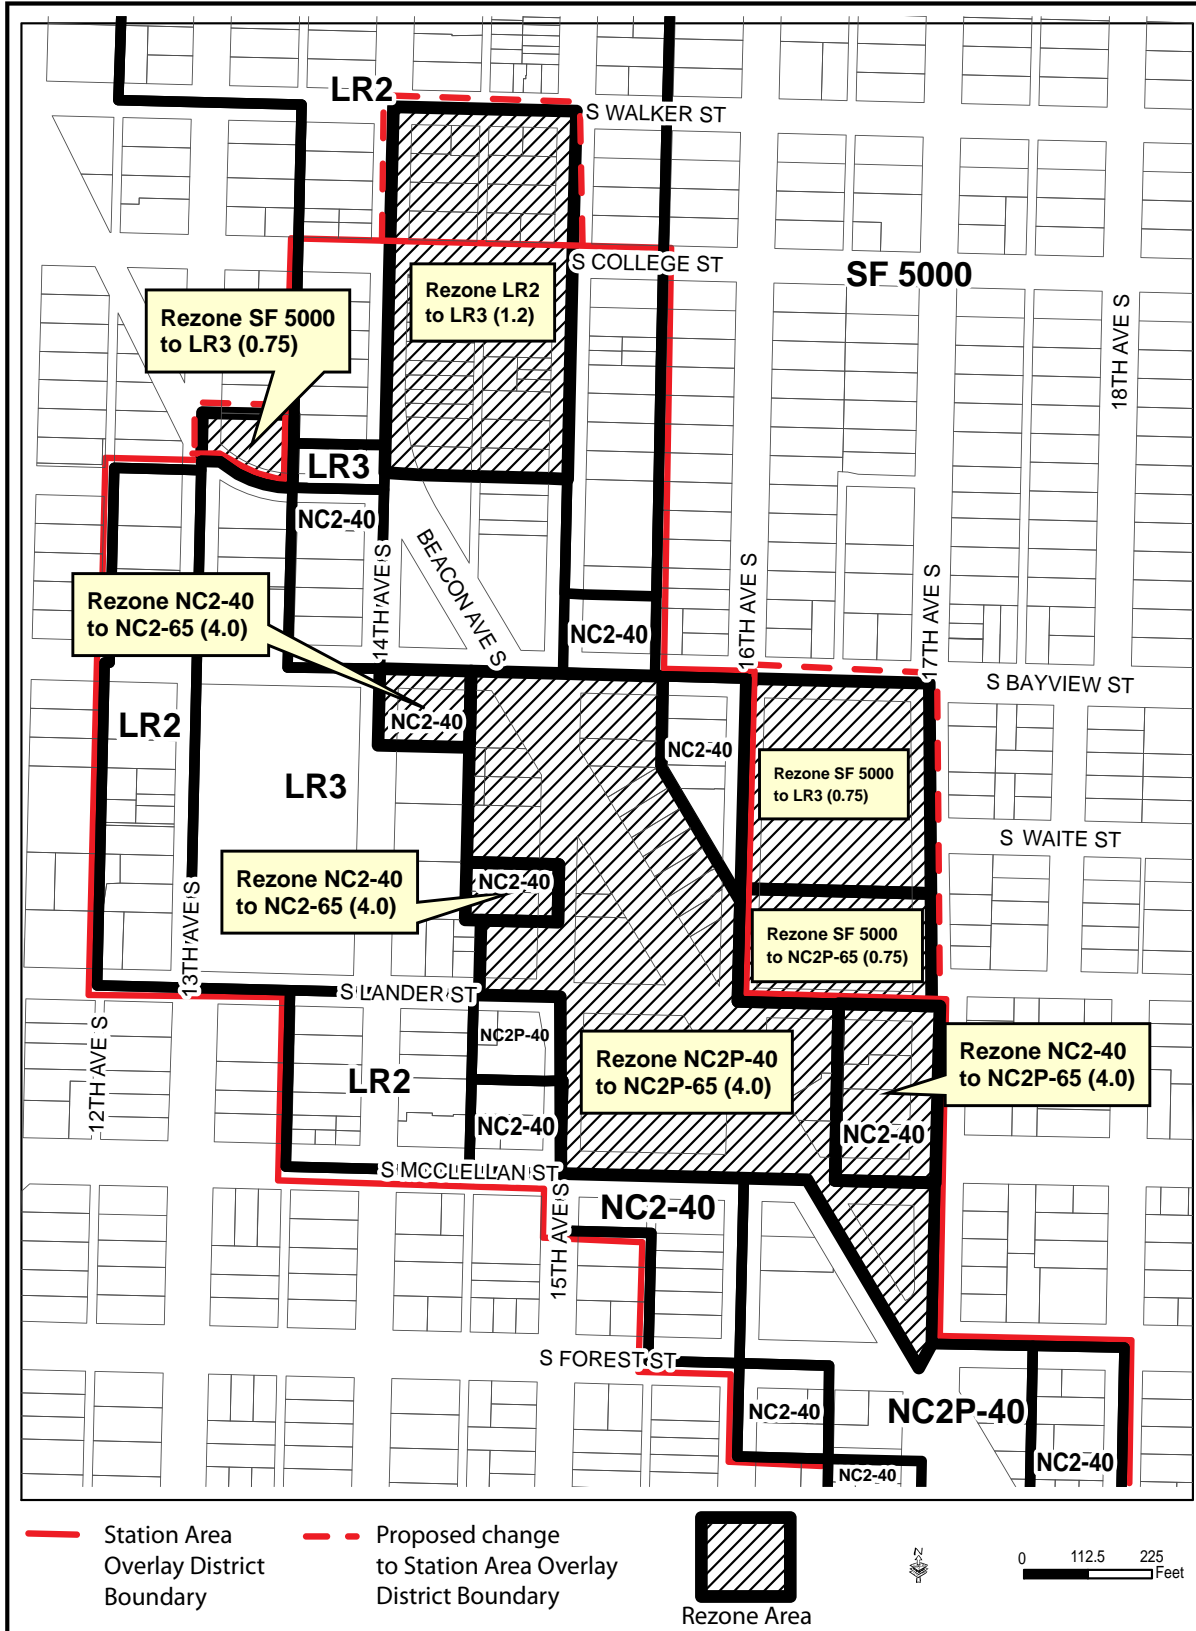 LR2
S WALKER ST
S COLLEGE ST
SF 5000
Rezone LR2
to LR3 (1.2)
Rezone SF 5000
to LR3 (0.75)
18TH AVE S
LR3
NC2-40
BEACON AVE S
14TH AVE S
Rezone NC2-40
to NC2-65 (4.0)
NC2-40
16TH AVE S
17TH AVE S
S BAYVIEW ST
LR2
NC2-40
NC2-40
LR3
Rezone SF 5000
to LR3 (0.75)
S WAITE ST
Rezone NC2-40
to NC2-65 (4.0)
NC2-40
13TH AVE S
Rezone SF 5000
to NC2P-65 (0.75)
S LANDER ST
12TH AVE S
NC2P-40
LR2
Rezone NC2P-40
to NC2P-65 (4.0)
Rezone NC2-40
to NC2P-65 (4.0)
NC2-40
NC2-40
S MCCLELLAN ST
15TH AVE S
NC2-40
S FOREST ST
NC2-40
NC2P-40
NC2-40
NC2-40
Station Area
Overlay District
Boundary
Proposed change
to Station Area Overlay
District Boundary
Rezone Area
N
0 112.5 225
Feet